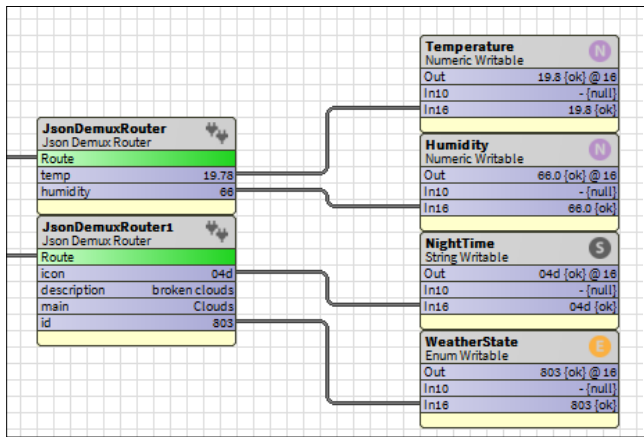 JsonDemuxRouter
Json Demux Router
Route
temp 19.78
humidity 66
JsonDemuxRouter1
Json Demux Router
Route
icon 04d
description broken clouds
main Clouds
id 803
Temperature N
Numeric Writable
Out 19.8 {ok} @ 16
In10 - {null}
In16 19.8 {ok}
Humidity N
Numeric Writable
Out 66.0 {ok} @ 16
In10 - {null}
In16 66.0 {ok}
NightTime S
String Writable
Out 04d {ok} @ 16
In10 - {null}
In16 04d {ok}
WeatherState E
Enum Writable
Out 803 {ok} @ 16
In10 - {null}
In16 803 {ok}